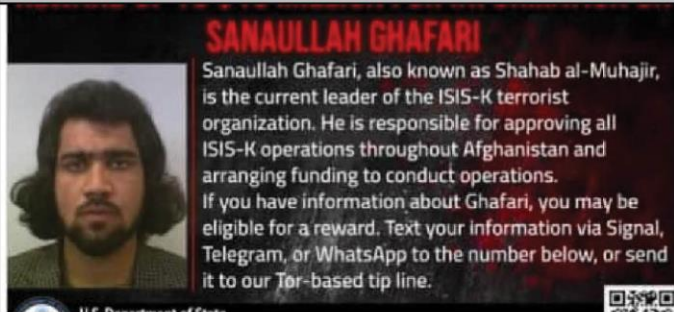 SANAULLAH GHAFARI
Sanaullah Ghafari, also known as Shahab al-Muhajir,
is the current leader of the ISIS-K terrorist
organization. He is responsible for approving all
ISIS-K operations throughout Afghanistan and
arranging funding to conduct operations.
If you have information about Ghafari, you may be
eligible for a reward. Text your information via Signal,
Telegram, or WhatsApp to the number below, or send
it to our Tor-based tip line.
U.S. Department of State